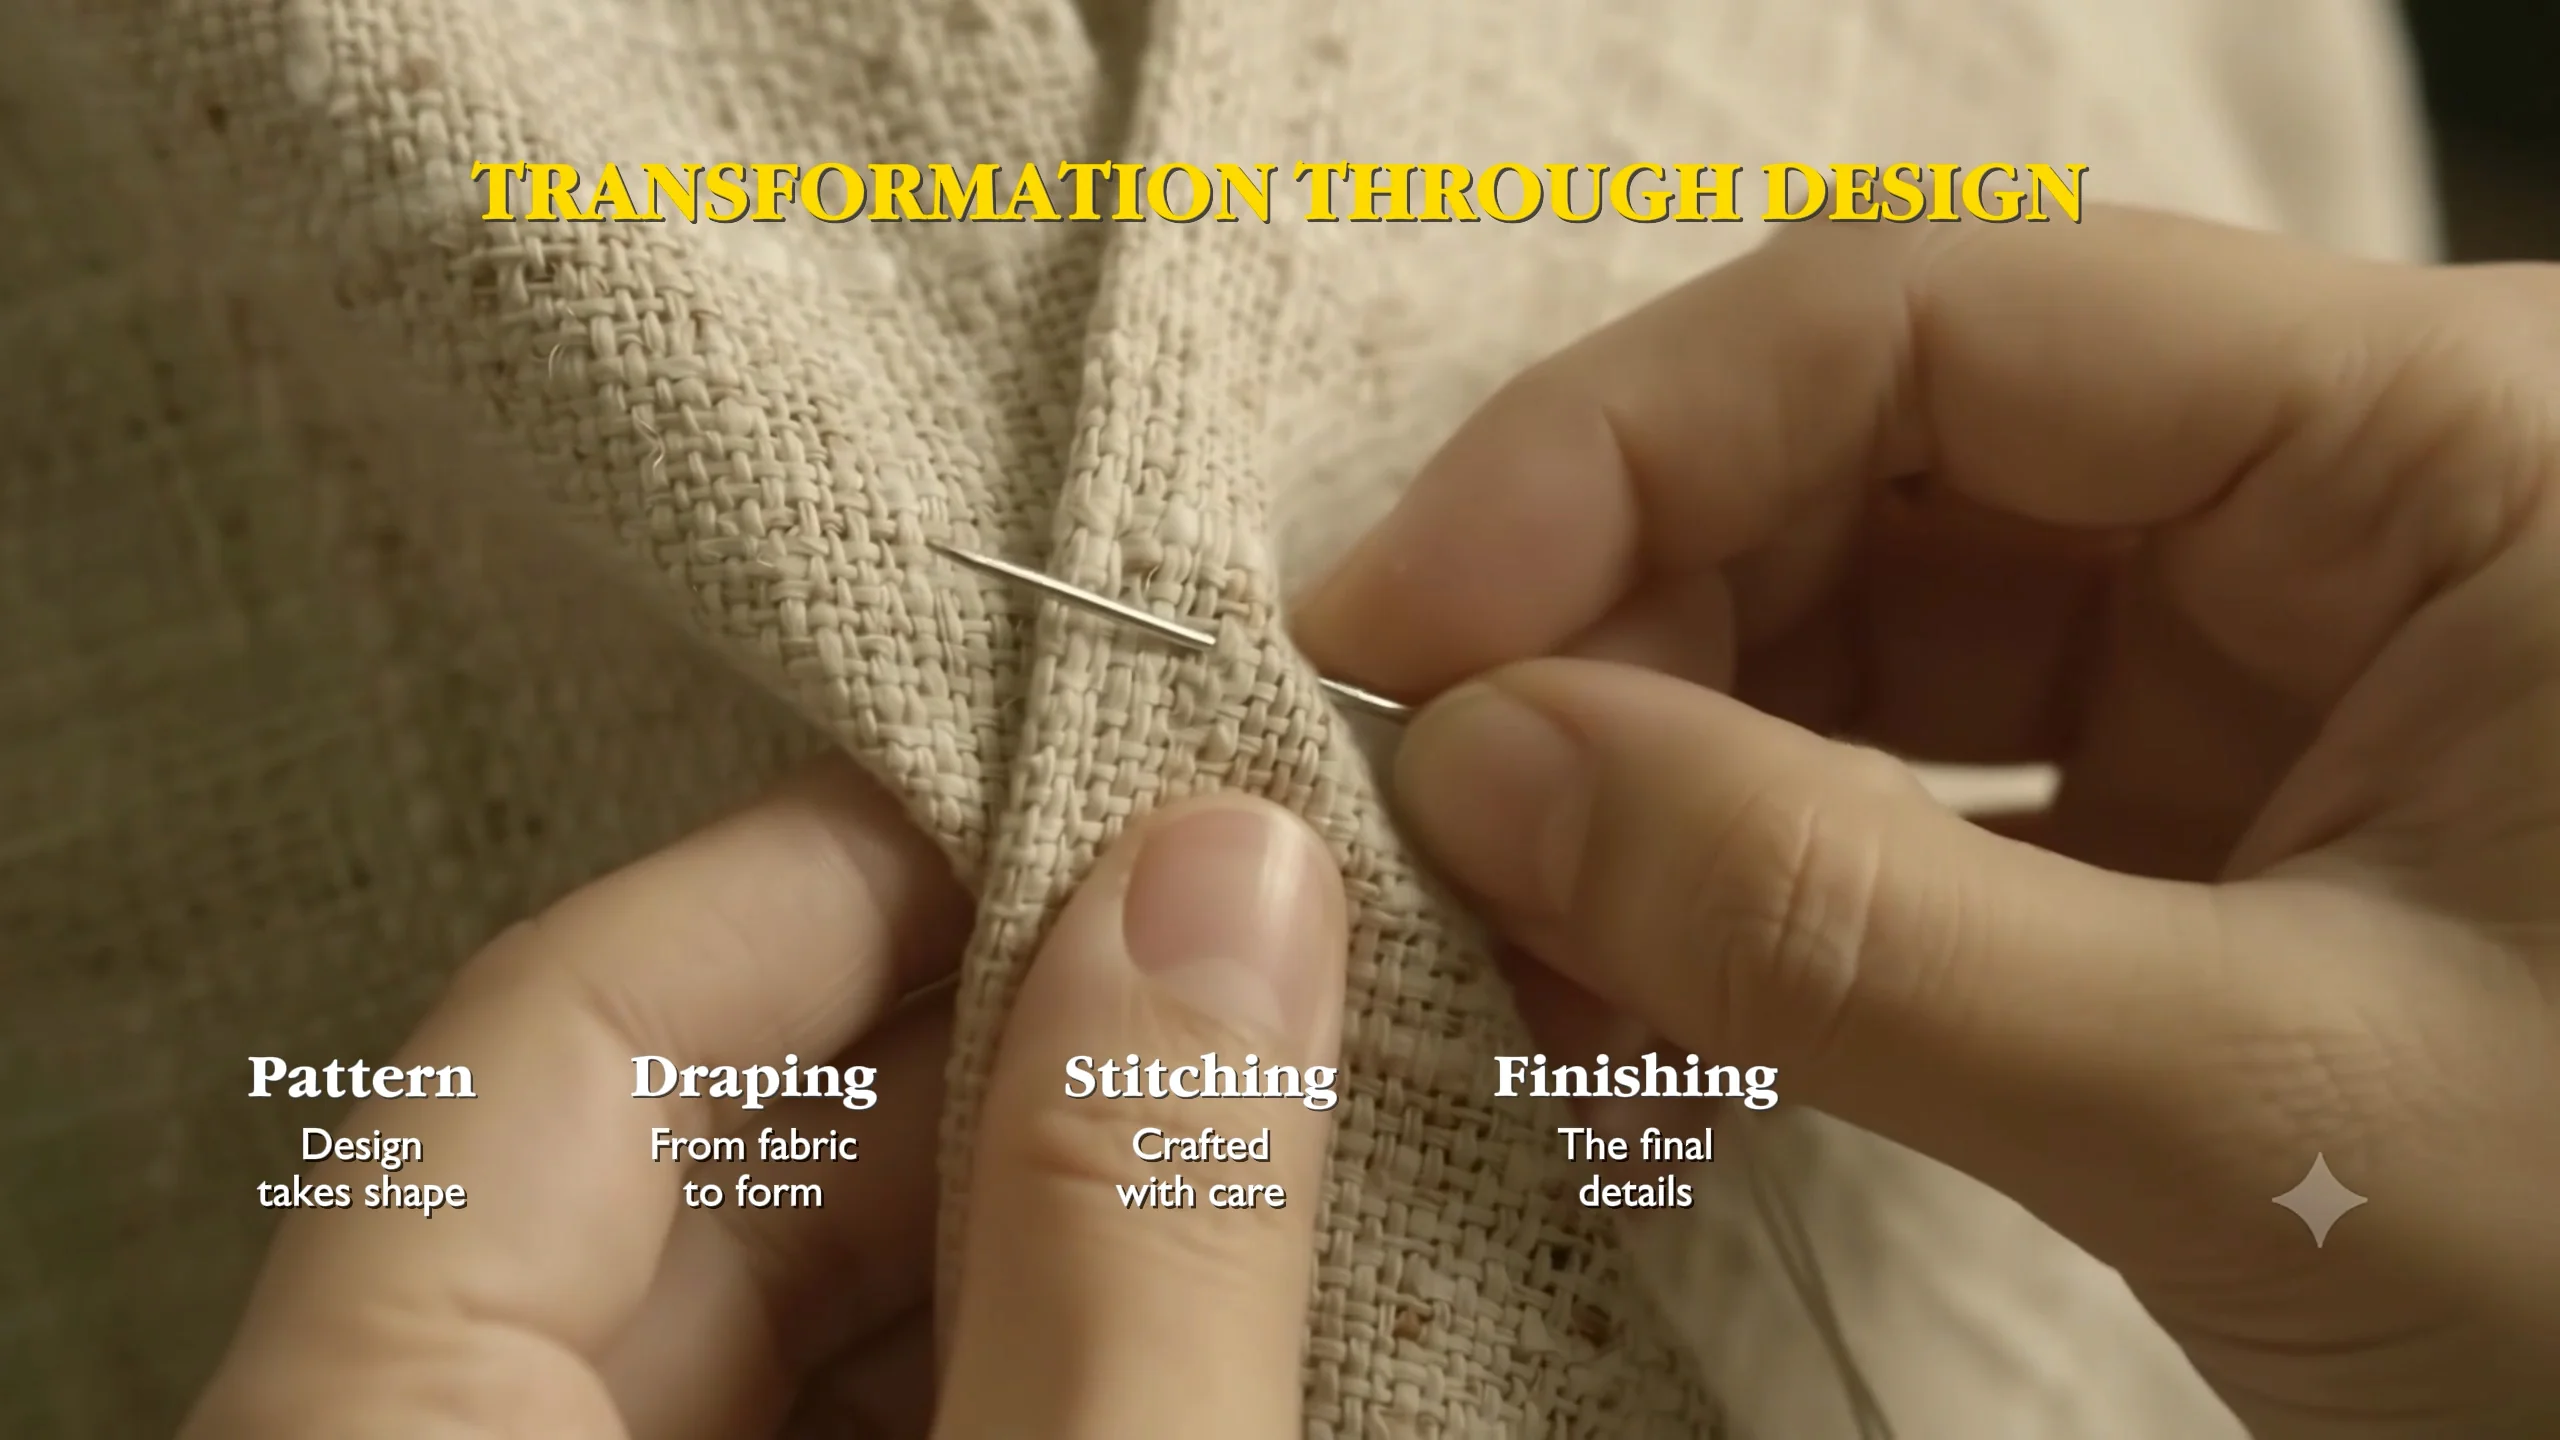 TRANSFORMATION THROUGH DESIGN
Pattern
Design
takes shape
Draping
From fabric
to form
Stitching
Crafted
with care
Finishing
The final
details